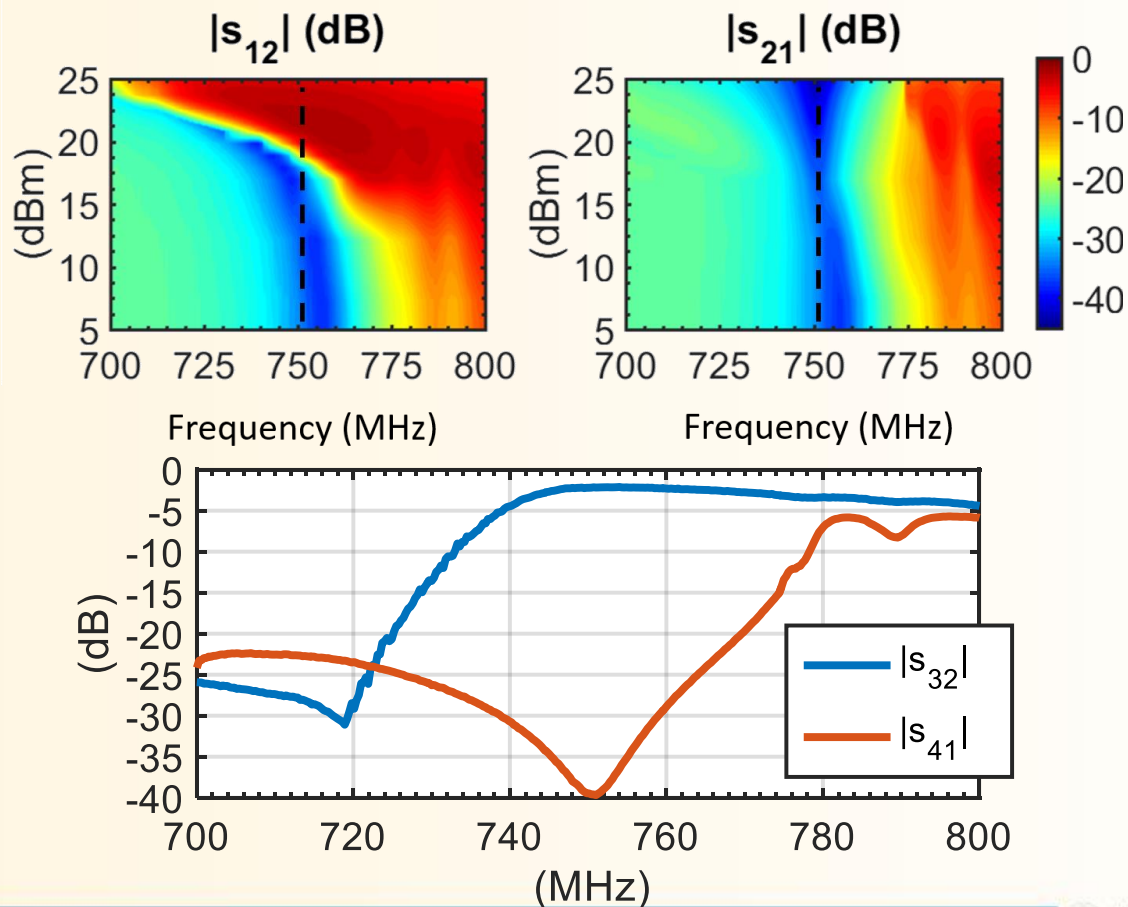 |s12| (dB)
|s21| (dB)
25
20
15
10
5
(dBm)
700 725 750 775 800
Frequency (MHz)
25
20
15
10
5
(dBm)
700 725 750 775 800
Frequency (MHz)
0
-10
-20
-30
-40
0
-5
-10
-15
-20
-25
-30
-35
-40
(dB)
|s32|
|s41|
700 720 740 760 780 800
(MHz)